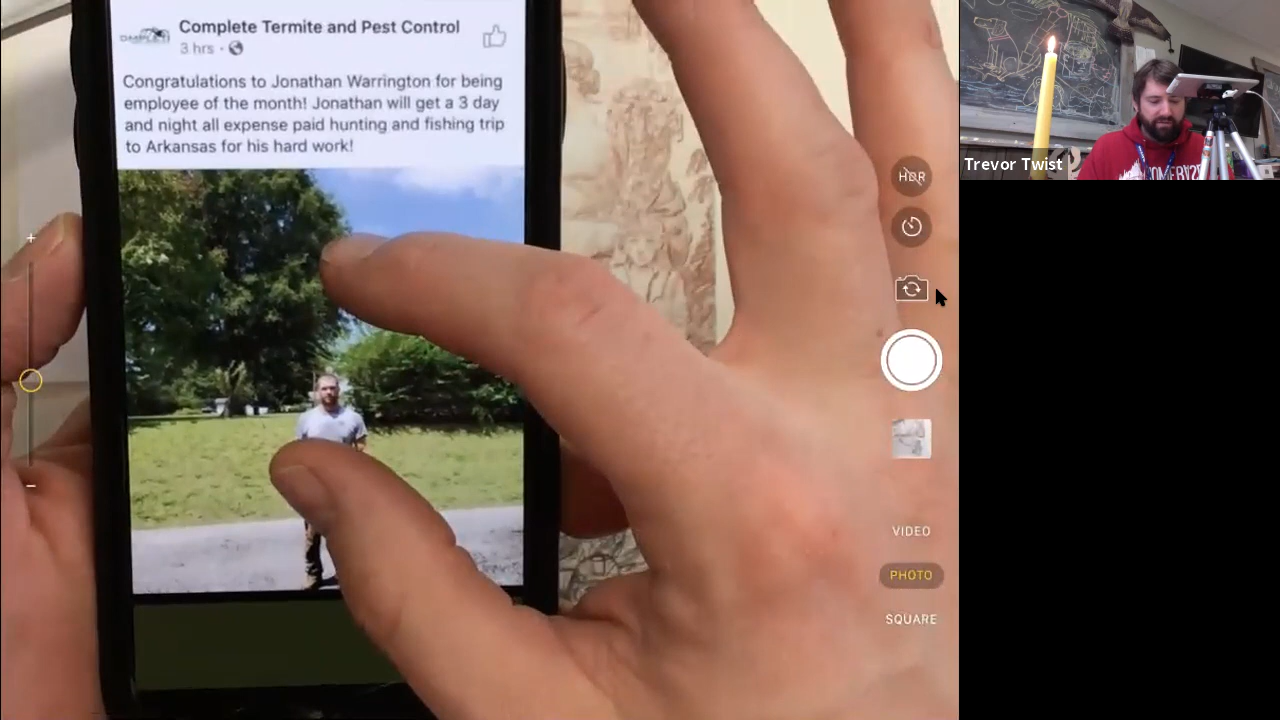 Complete Termite and Pest Control
3 hrs ·
Congratulations to Jonathan Warrington for being
employee of the month! Jonathan will get a 3 day
and night all expense paid hunting and fishing trip
to Arkansas for his hard work!
HDR
VIDEO
PHOTO
SQUARE
Trevor Twist